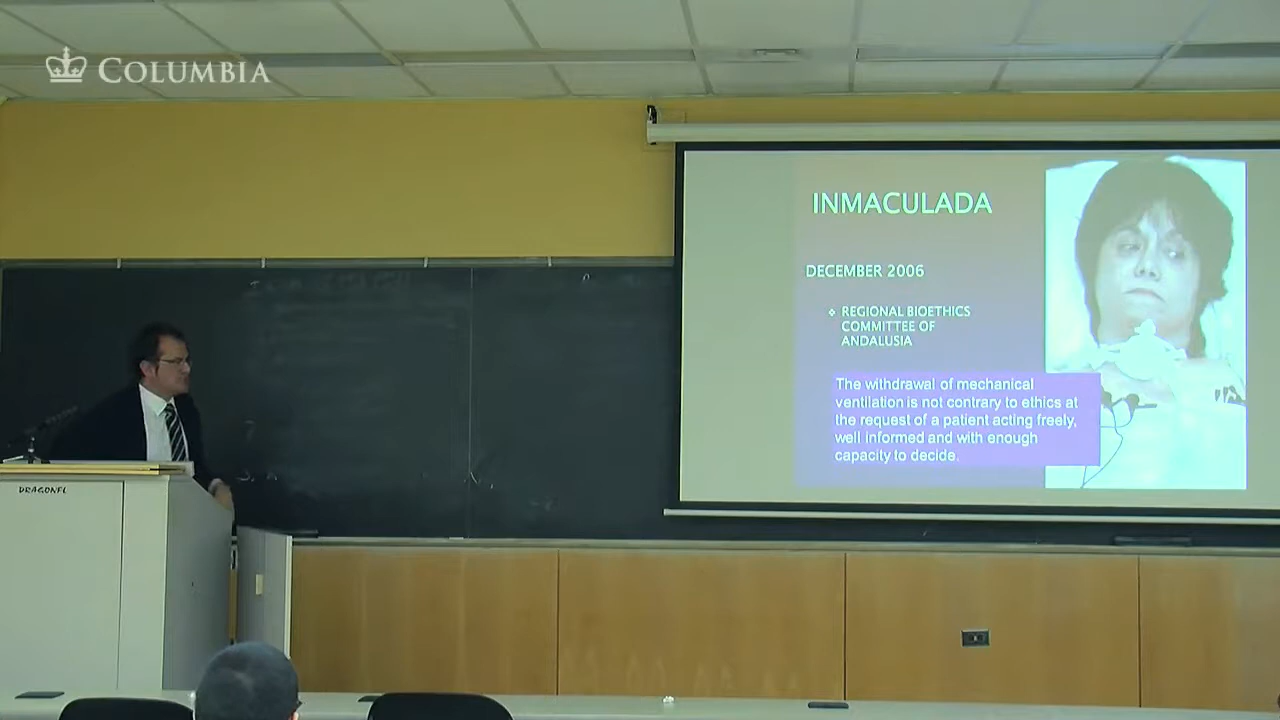 COLUMBIA
INMACULADA
DECEMBER 2006
REGIONAL BIOETHICS
COMMITTEE OF
ANDALUSIA
The withdrawal of mechanical
ventilation is not contrary to ethics at
the request of a patient acting freely,
well informed and with enough
capacity to decide.
DRAGONFL